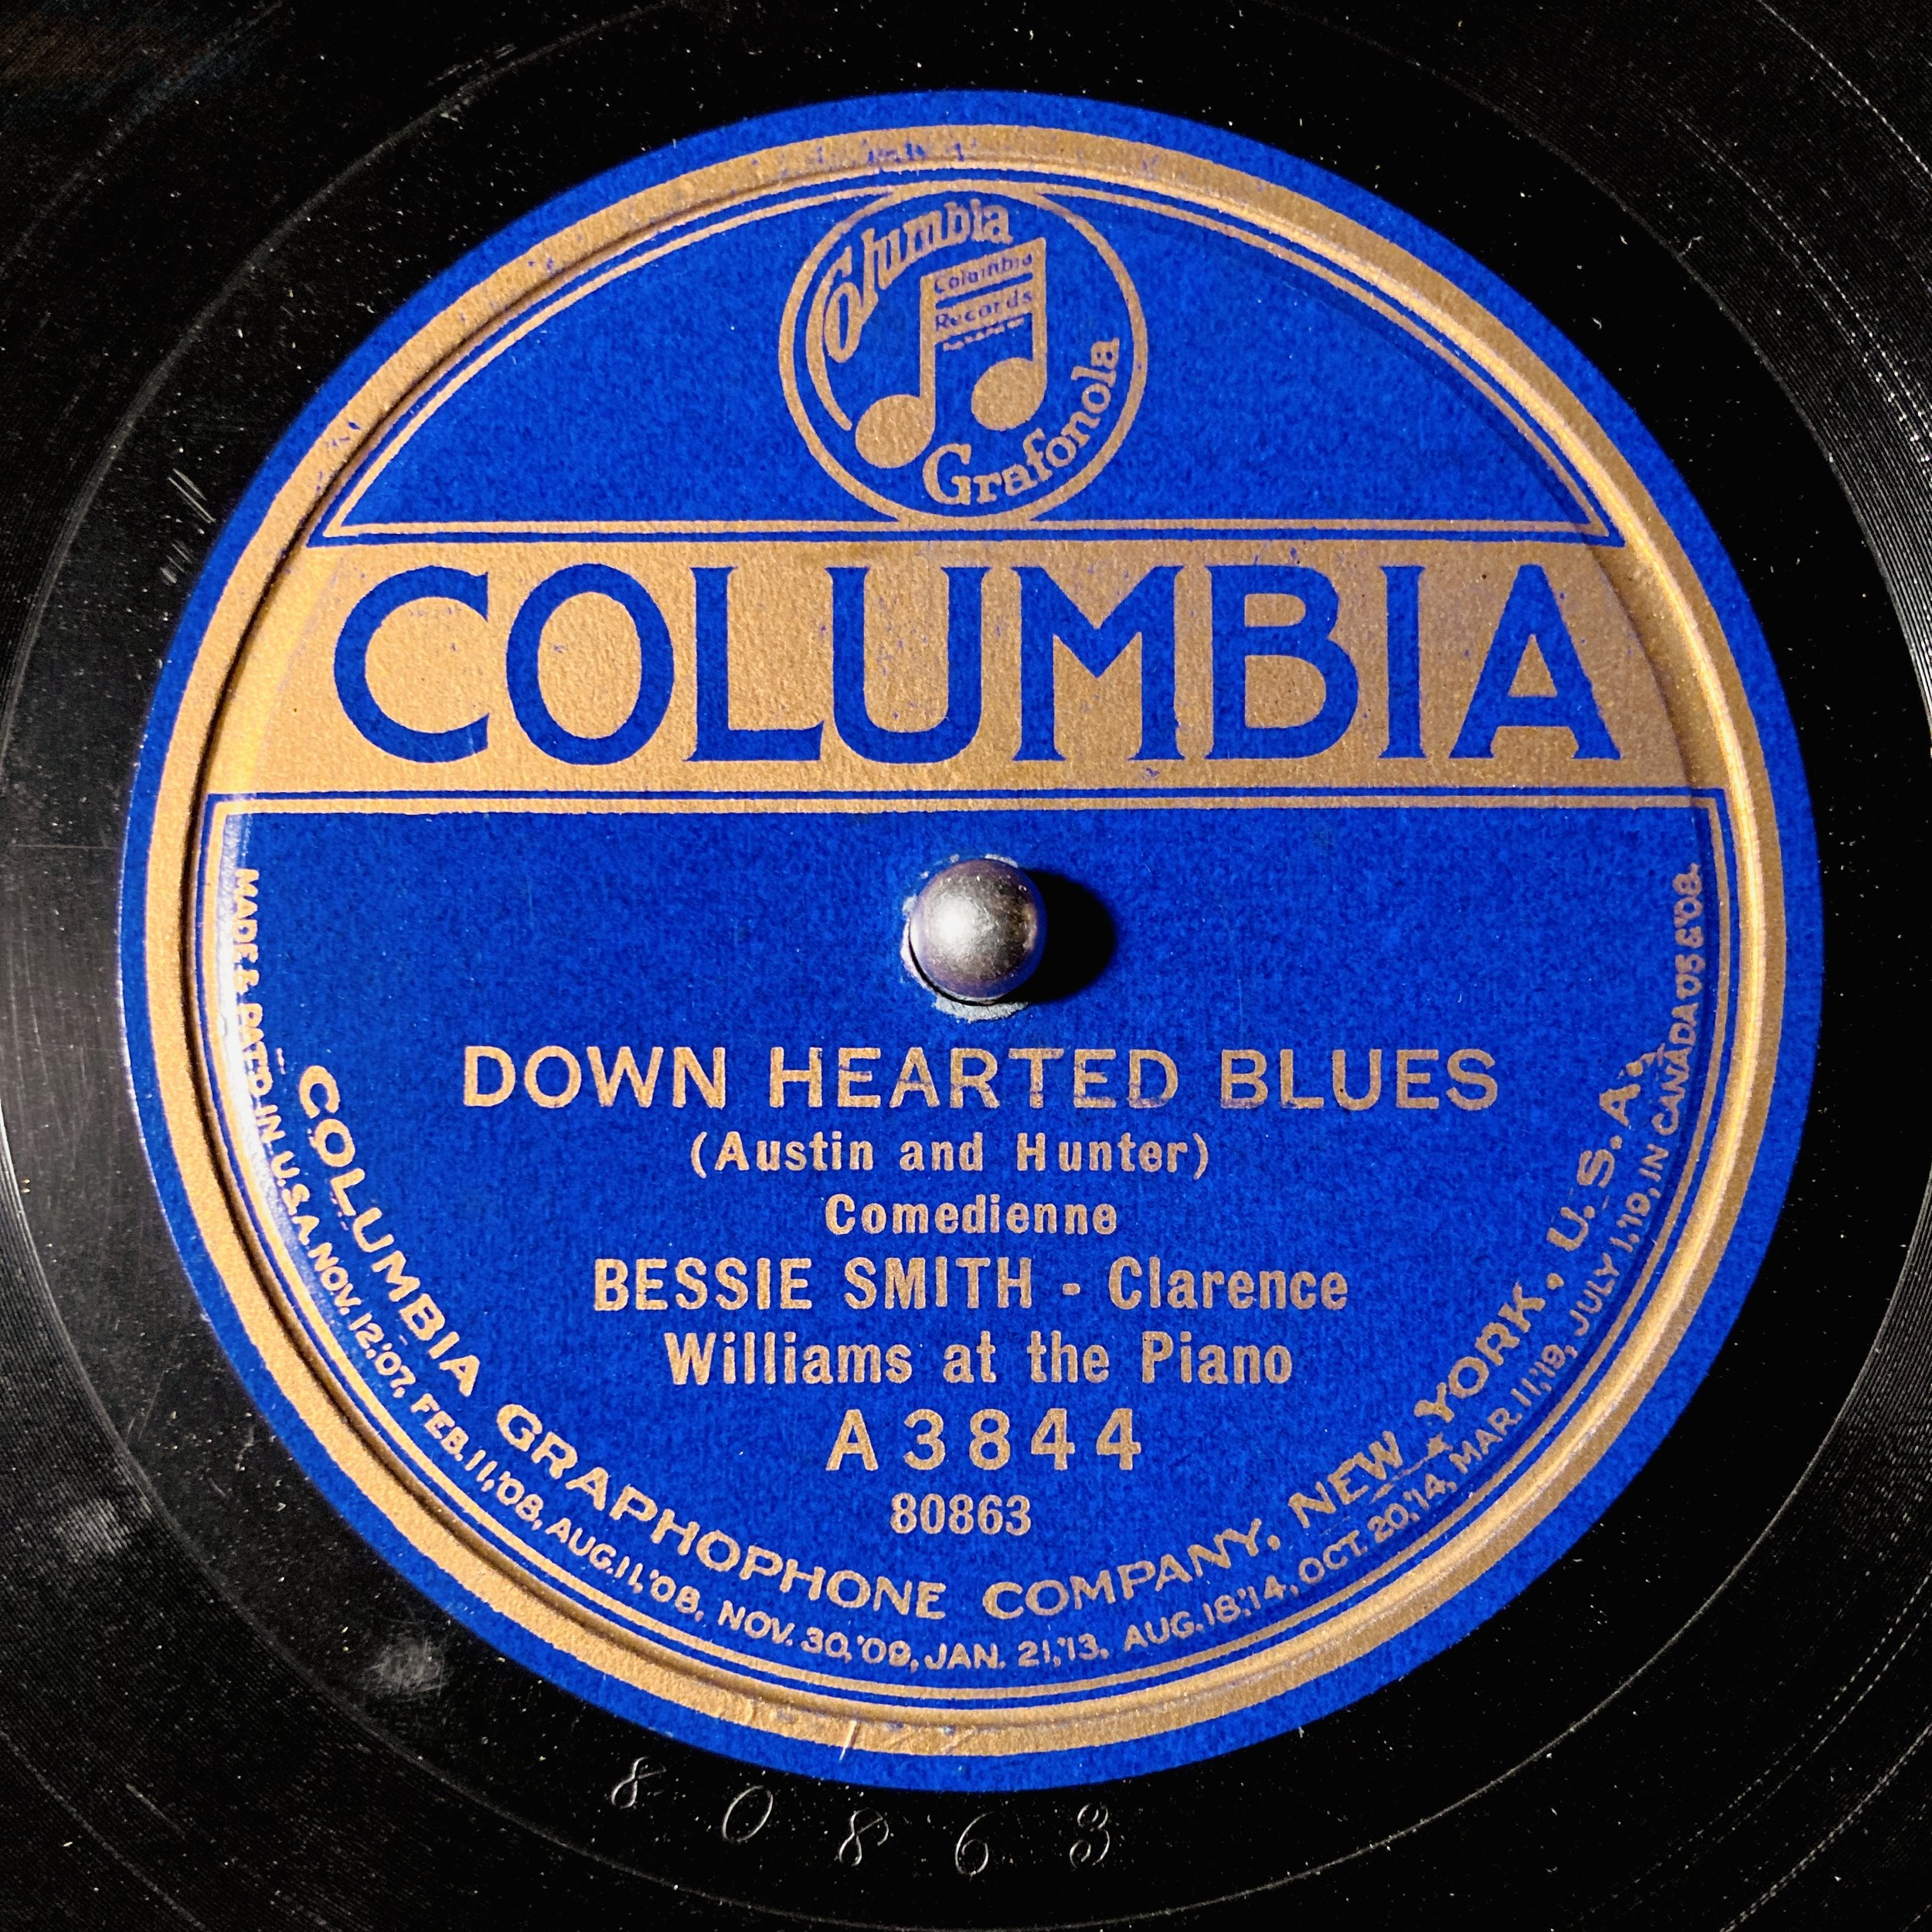 Columbia
Columbia
Records
Grafonola
COLUMBIA
DOWN HEARTED BLUES
(Austin and Hunter)
Comedienne
BESSIE SMITH - Clarence
Williams at the Piano
A3844
80863
COLUMBIA GRAPHOPHONE COMPANY, NEW YORK, U.S.A.
MADE & PAT'D IN U.S.A. NOV. 12,'07, FEB. 11,'08, AUG. 11,'08, NOV. 30,'09, JAN. 21,'13, AUG. 18,'14, OCT. 20,'14, MAR. 11,'19, JULY 1,'19, IN CANADA '05 & '08.
80863